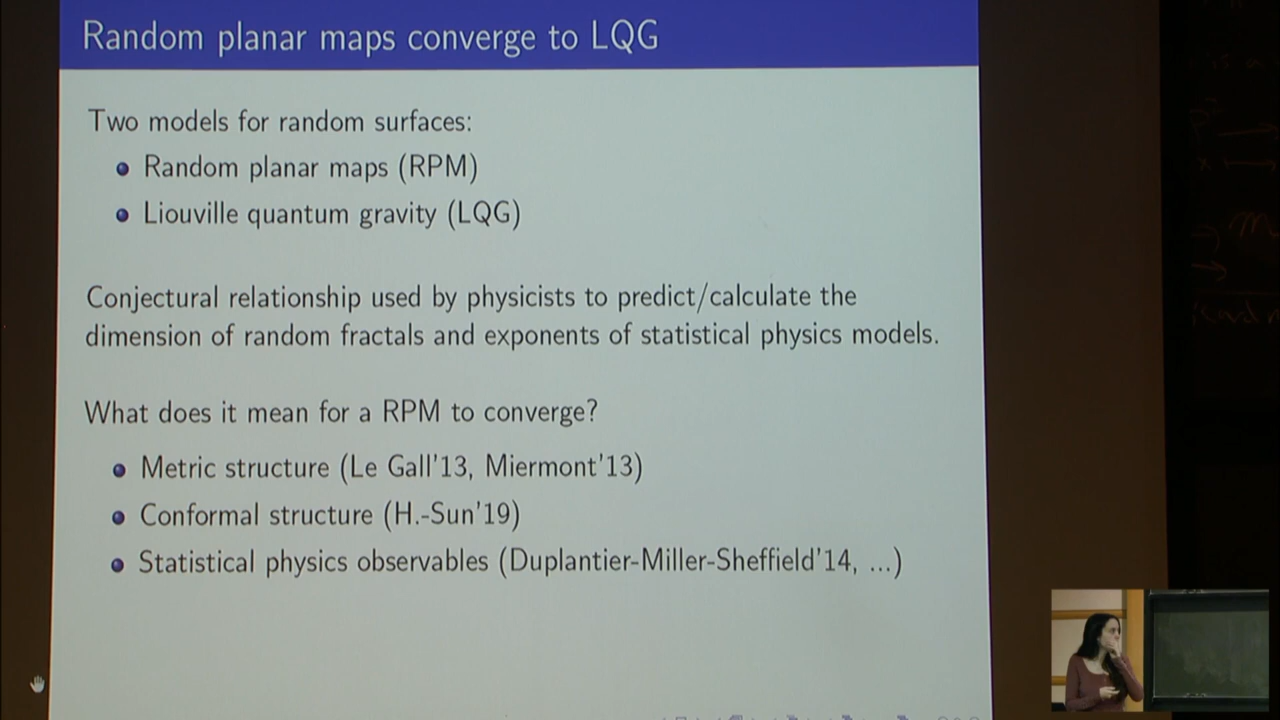 Random planar maps converge to LQG
Two models for random surfaces:
Random planar maps (RPM)
Liouville quantum gravity (LQG)
Conjectural relationship used by physicists to predict/calculate the
dimension of random fractals and exponents of statistical physics models.
What does it mean for a RPM to converge?
Metric structure (Le Gall'13, Miermont'13)
Conformal structure (H.-Sun'19)
Statistical physics observables (Duplantier-Miller-Sheffield'14, ...)